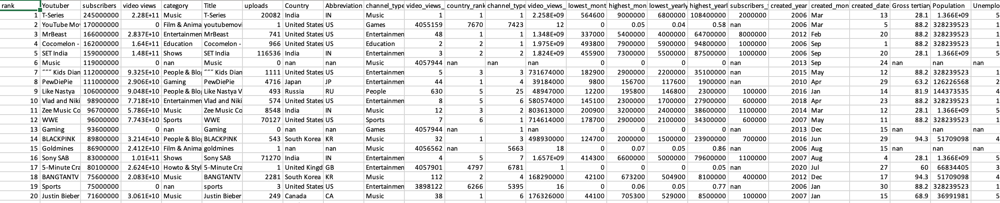 rank Youtuber subscribers video views category Title uploads Country Abbreviation channel_type video_views_ country_rank channel_type video_views_ lowest_mont highest_mon lowest_yearly highest_yearl subscribers_ created_year created_mon created_date Gross tertiary Population Unemplo
1 T-Series 245000000 2.28E+11 Music T-Series 20082 India IN Music 1 1 1 2.258E+09 564600 9000000 6800000 108400000 2000000 2006 Mar 13 28.1 1.366E+09 5
2 YouTube Mov 170000000 0 Film & Anima youtubemovi 1 United States US Games 4055159 7670 7423 12 0 0.05 0.04 0.58 nan 2006 Mar 5 88.2 328239523 1
3 MrBeast 166000000 2.837E+10 Entertainmen MrBeast 741 United States US Entertainmen 48 1 1 1.348E+09 337000 5400000 4000000 64700000 8000000 2012 Feb 20 88.2 328239523 1
4 Cocomelon - 162000000 1.64E+11 Education Cocomelon - 966 United States US Education 2 2 1 1.975E+09 493800 7900000 5900000 94800000 1000000 2006 Sep 1 88.2 328239523 1
5 SET India 159000000 1.48E+11 Shows SET India 116536 India IN Entertainmen 3 2 2 1.824E+09 455900 7300000 5500000 87500000 1000000 2006 Sep 20 28.1 1.366E+09 5
6 Music 119000000 0 nan Music 0 nan nan Music 4057944 nan nan nan 0 0 0 0 nan 2013 Sep 24 nan nan nan
7 ˝˝˝ Kids Dian 112000000 9.325E+10 People & Blog ˝˝˝ Kids Dian 1111 United States US Entertainmen 5 3 3 731674000 182900 2900000 2200000 35100000 nan 2015 May 12 88.2 328239523 1
8 PewDiePie 111000000 2.906E+10 Gaming PewDiePie 4716 Japan JP Entertainmen 44 1 4 39184000 9800 156700 117600 1900000 nan 2010 Apr 29 63.2 126226568 2
9 Like Nastya 106000000 9.048E+10 People & Blog Like Nastya V 493 Russia RU People 630 5 25 48947000 12200 195800 146800 2300000 100000 2016 Jan 14 81.9 144373535 4
10 Vlad and Niki 98900000 7.718E+10 Entertainmen Vlad and Niki 574 United States US Entertainmen 8 5 6 580574000 145100 2300000 1700000 27900000 600000 2018 Apr 23 88.2 328239523 1
11 Zee Music Co 96700000 5.786E+10 Music Zee Music Co 8548 India IN Music 12 3 2 803613000 200900 3200000 2400000 38600000 1100000 2014 Mar 12 28.1 1.366E+09 5
12 WWE 96000000 7.743E+10 Sports WWE 70127 United States US Sports 7 6 1 714614000 178700 2900000 2100000 34300000 600000 2007 May 11 88.2 328239523 1
13 Gaming 93600000 0 nan Gaming 0 nan nan Games 4057944 nan 1 nan 0 0 0 0 nan 2013 Dec 15 nan nan nan
14 BLACKPINK 89800000 3.214E+10 People & Blog BLACKPINK 543 South Korea KR Music 32 1 3 498930000 124700 2000000 1500000 23900000 700000 2016 Jun 29 94.3 51709098 4
15 Goldmines 86900000 2.412E+10 Film & Anima goldmines 1 nan nan Music 4056562 nan 5663 18 0 0.07 0.05 0.86 nan 2006 Aug 15 nan nan nan
16 Sony SAB 83000000 1.01E+11 Shows Sony SAB 71270 India IN Entertainmen 4 5 7 1.657E+09 414300 6600000 5000000 79600000 1100000 2007 Aug 4 28.1 1.366E+09 5
17 5-Minute Cra 80100000 2.624E+10 Howto & Styl 5-Minute Cra 1 United Kingd GB Entertainmen 4057901 4797 6781 1 0 0 0 0.05 nan 2020 Jul 27 60 66834405 3
18 BANGTANTV 75600000 2.083E+10 Music BANGTANTV 2281 South Korea KR Music 112 2 4 168290000 42100 673200 504900 8100000 400000 2012 Dec 17 94.3 51709098 4
19 Sports 75000000 0 nan sports 3 United States US Entertainmen 3898122 6266 5395 16 0 0.06 0.05 0.77 nan 2006 Jan 30 88.2 328239523 1
20 Justin Bieber 71600000 3.061E+10 Music Justin Bieber 249 Canada CA Music 38 1 6 176326000 44100 705300 529000 8500000 100000 2007 Jan 15 68.9 36991981 5